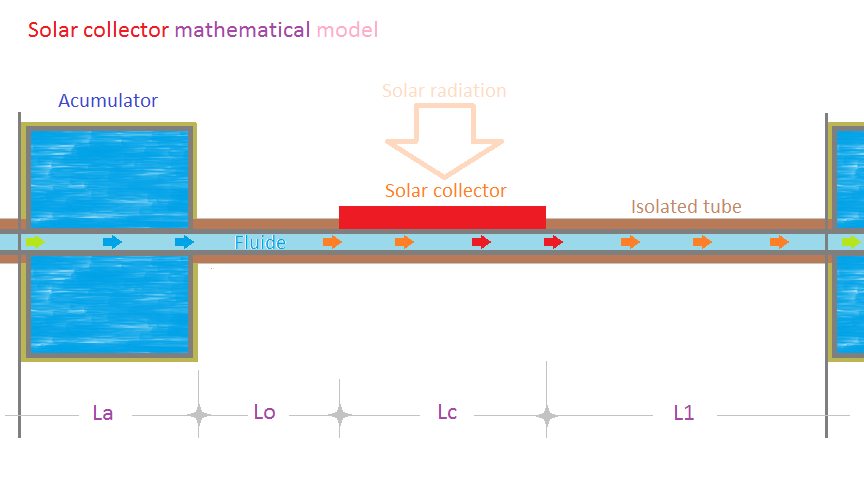 Solar collector mathematical model
Solar radiation
Acumulator
Solar collector
Isolated tube
Fluide
La
Lo
Lc
L1